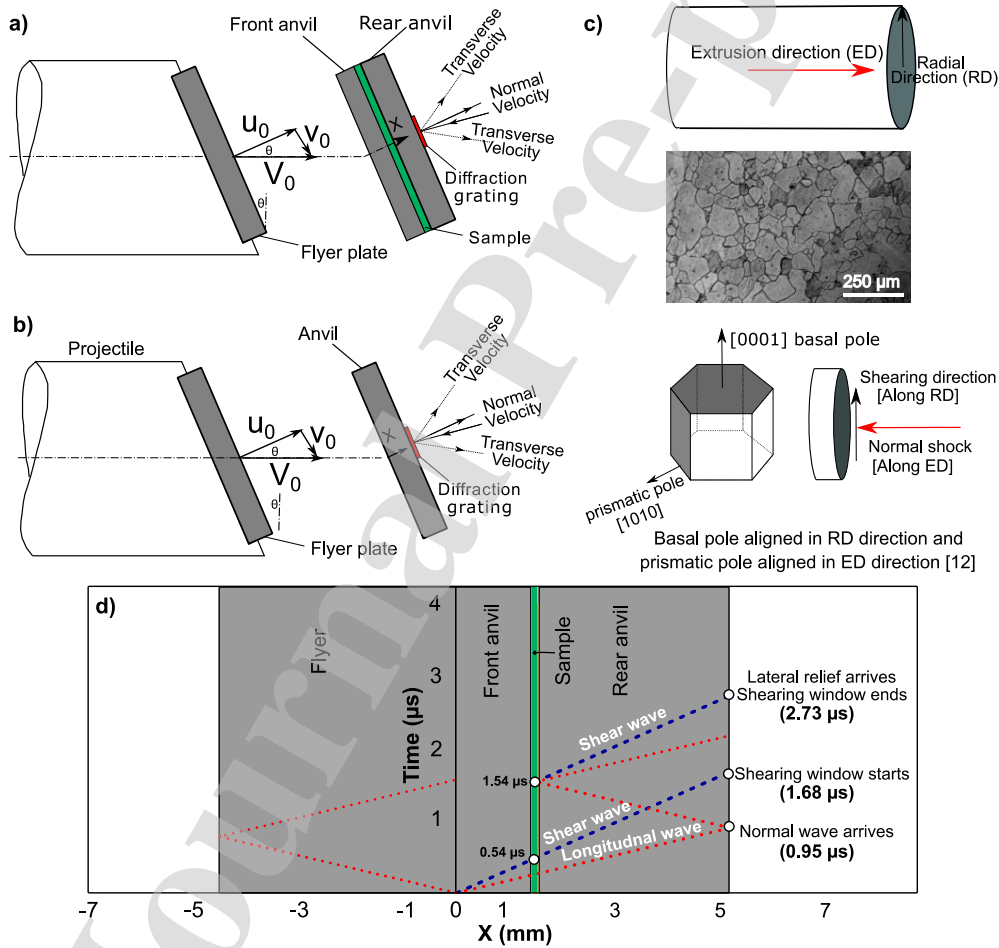 a)
Front anvil
Rear anvil
Transverse
Velocity
Normal
Velocity
Transverse
Velocity
X
u0
v0
θ
V0
θ
Diffraction
grating
Flyer plate
Sample
b)
Projectile
Anvil
Transverse
Velocity
Normal
Velocity
Transverse
Velocity
X
u0
v0
θ
V0
θ
Diffraction
grating
Flyer plate
c)
Extrusion direction (ED)
Radial
Direction (RD)
250 µm
[0001] basal pole
Shearing direction
[Along RD]
Normal shock
[Along ED]
prismatic pole
[1010]
Basal pole aligned in RD direction and
prismatic pole aligned in ED direction [12]
d)
Flyer
Time (µs)
4
3
2
1
Front anvil
Sample
Rear anvil
Shear wave
Shear wave
Longitudnal wave
1.54 µs
0.54 µs
Lateral relief arrives
Shearing window ends
(2.73 µs)
Shearing window starts
(1.68 µs)
Normal wave arrives
(0.95 µs)
-7 -5 -3 -1 0 1 3 5 7
X (mm)
Journal Pre-p